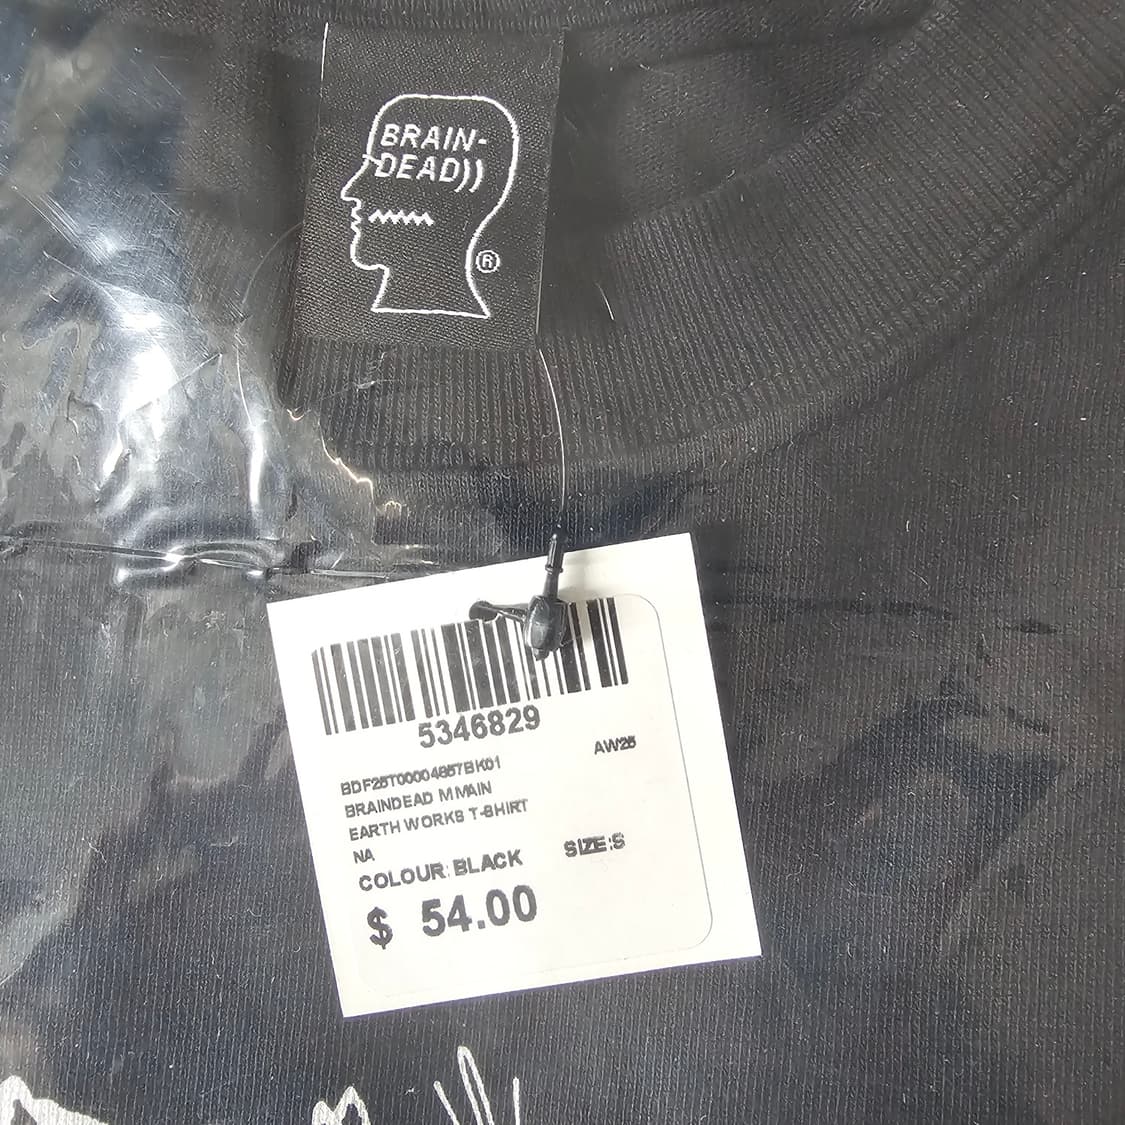 BRAIN-
DEAD))
®
5346829
AW25
BDF25T00004857BK01
BRAINDEAD M MAIN
EARTH WORKS T-SHIRT
NA
COLOUR: BLACK SIZE:S
$ 54.00